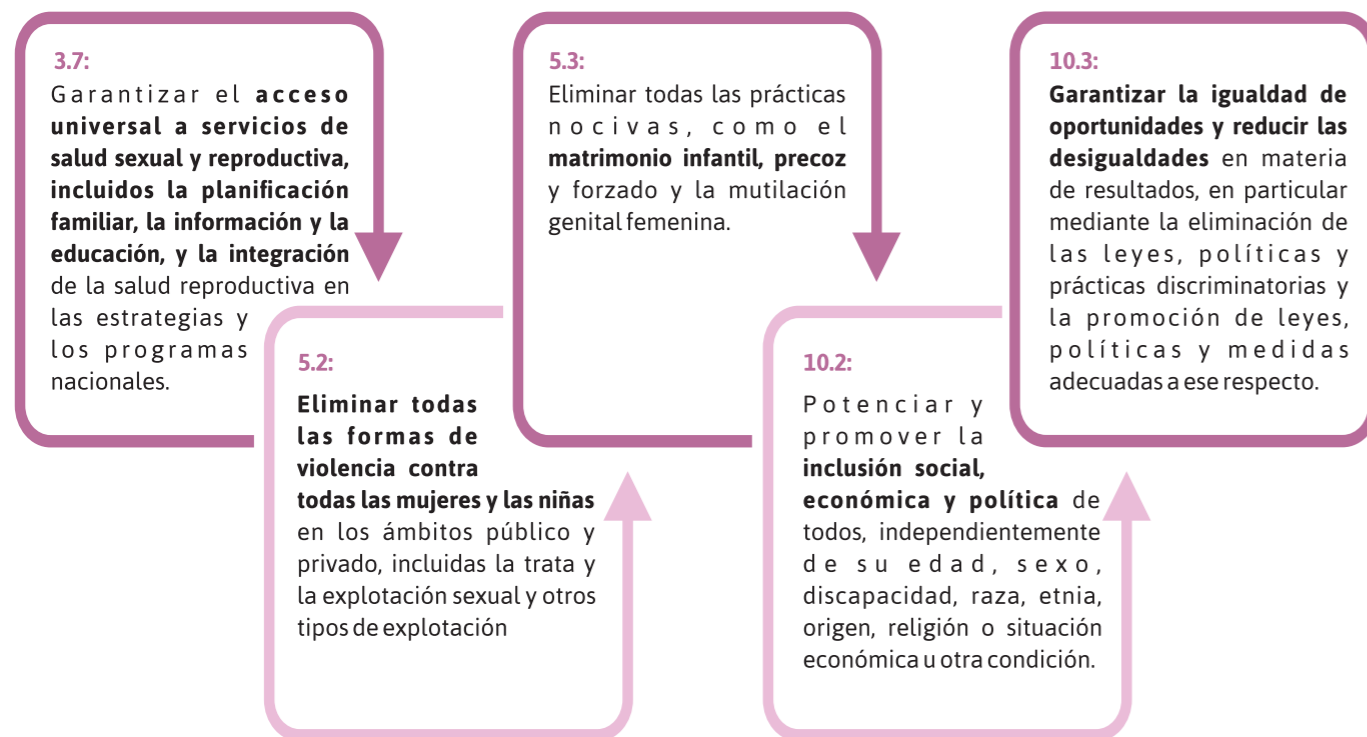 3.7:
Garantizar el acceso
universal a servicios de
salud sexual y reproductiva,
incluidos la planificación
familiar, la información y la
educación, y la integración
de la salud reproductiva en
las estrategias y
los programas
nacionales.
5.2:
Eliminar todas
las formas de
violencia contra
todas las mujeres y las niñas
en los ámbitos público y
privado, incluidas la trata y
la explotación sexual y otros
tipos de explotación
5.3:
Eliminar todas las prácticas
nocivas, como el
matrimonio infantil, precoz
y forzado y la mutilación
genital femenina.
10.2:
Potenciar y
promover la
inclusión social,
económica y política de
todos, independientemente
de su edad, sexo,
discapacidad, raza, etnia,
origen, religión o situación
económica u otra condición.
10.3:
Garantizar la igualdad de
oportunidades y reducir las
desigualdades en materia
de resultados, en particular
mediante la eliminación de
las leyes, políticas y
prácticas discriminatorias y
la promoción de leyes,
políticas y medidas
adecuadas a ese respecto.